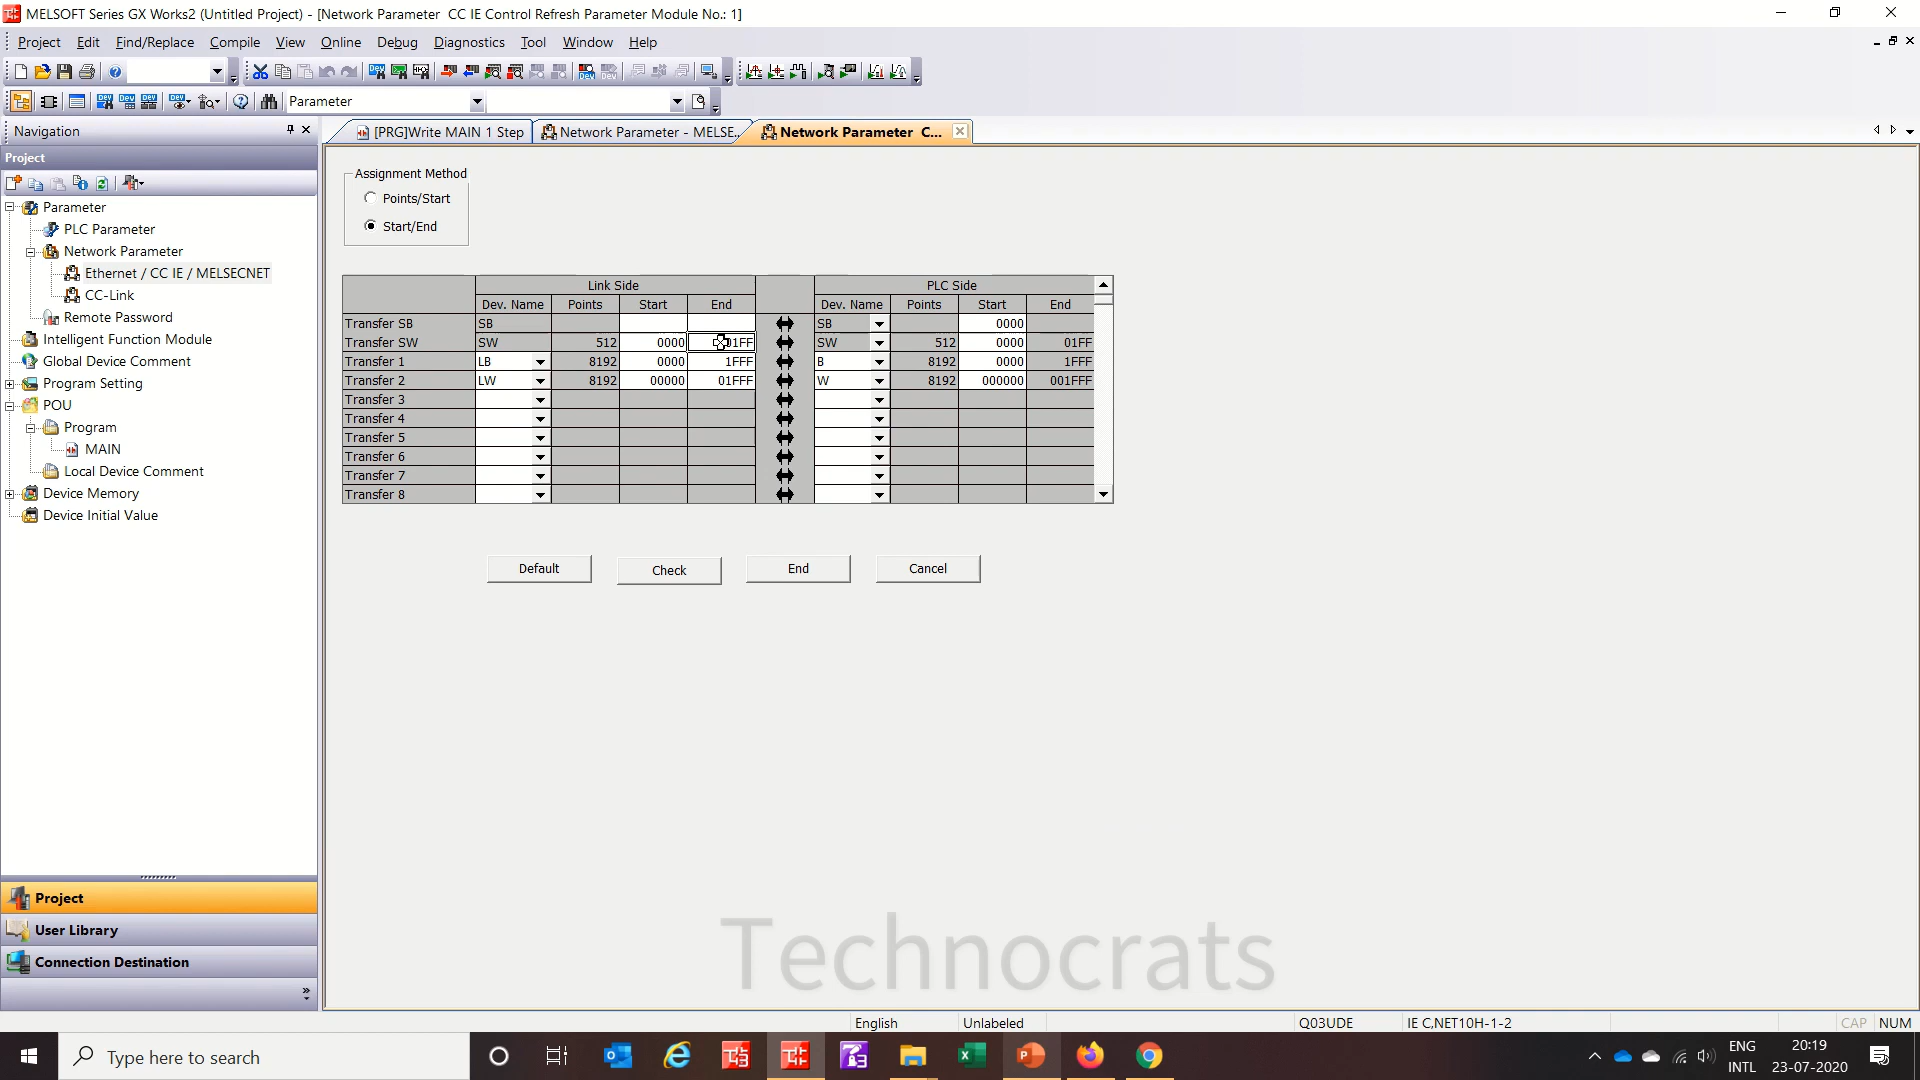 MELSOFT Series GX Works2 (Untitled Project) - [Network Parameter  CC IE Control Refresh Parameter Module No.: 1]
Project Edit Find/Replace Compile View Online Debug Diagnostics Tool Window Help
Parameter
Navigation
[PRG]Write MAIN 1 Step
Network Parameter - MELSE...
Network Parameter  C...
Project
Parameter
PLC Parameter
Network Parameter
Ethernet / CC IE / MELSECNET
CC-Link
Remote Password
Intelligent Function Module
Global Device Comment
Program Setting
POU
Program
MAIN
Local Device Comment
Device Memory
Device Initial Value
Project
User Library
Connection Destination
Assignment Method
Points/Start
Start/End
Link Side PLC Side
Dev. Name Points Start End Dev. Name Points Start End
Transfer SB SB SB 0000
Transfer SW SW 512 0000 01FF SW 512 0000 01FF
Transfer 1 LB 8192 0000 1FFF B 8192 0000 1FFF
Transfer 2 LW 8192 00000 01FFF W 8192 000000 001FFF
Transfer 3
Transfer 4
Transfer 5
Transfer 6
Transfer 7
Transfer 8
Default Check End Cancel
Technocrats
English Unlabeled Q03UDE IE C,NET10H-1-2 CAP NUM
Type here to search
ENG
INTL
20:19
23-07-2020